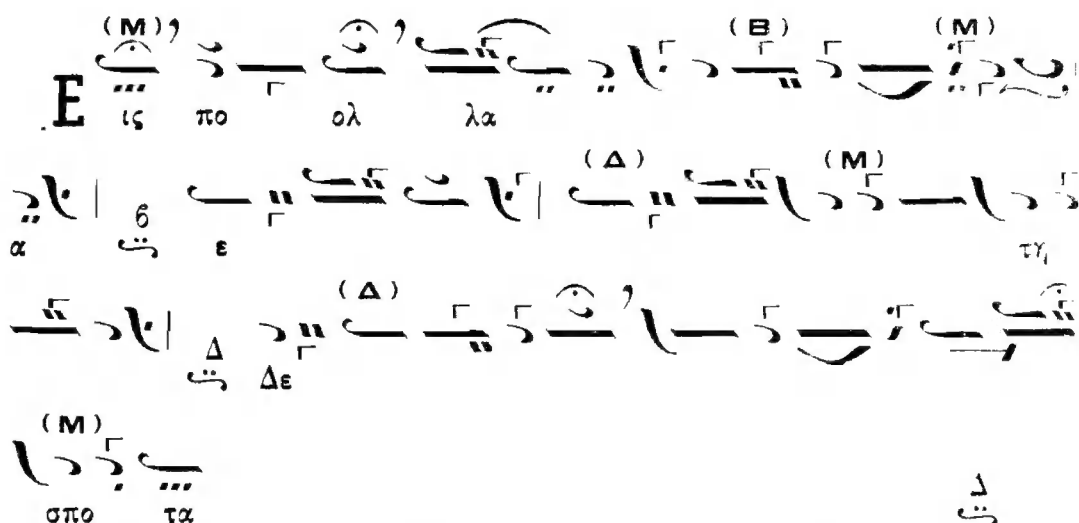 (Μ) (Β) (Μ)
Ε ις πο ολ λα
(Δ) (Μ)
α ϐ ε τη
(Δ)
Δ Δε
(Μ)
σπο τα Δ